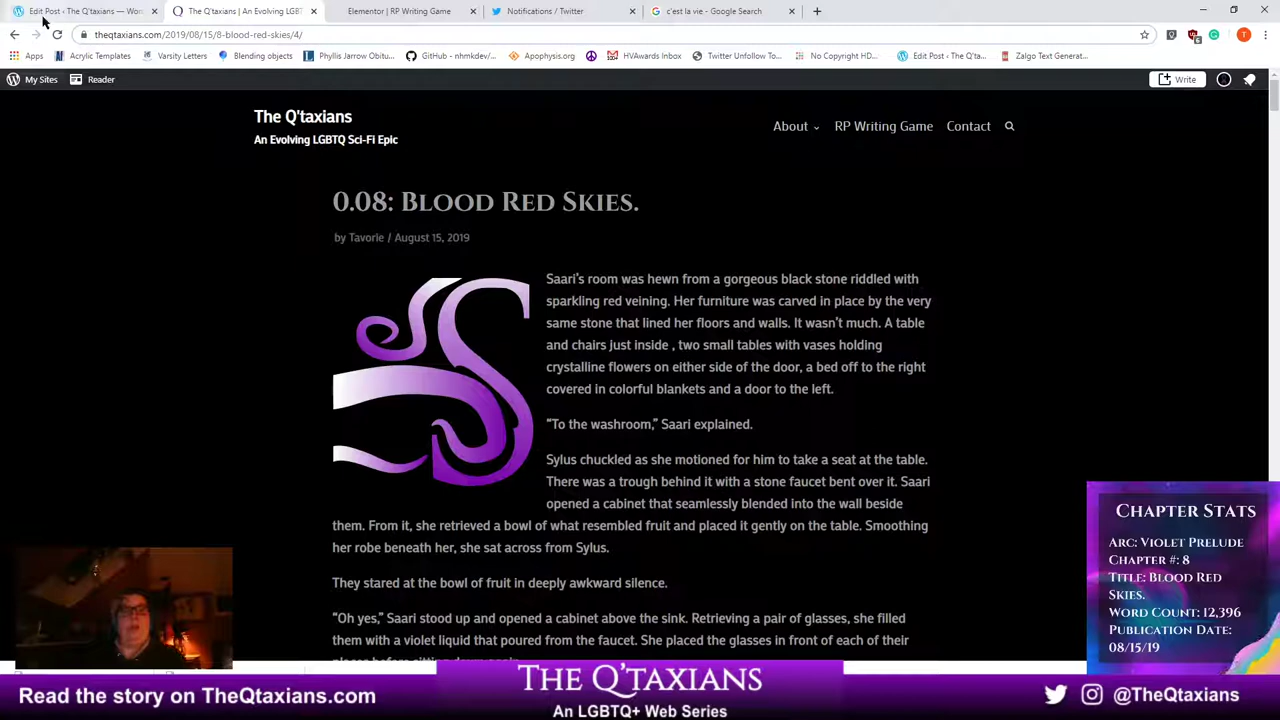 Edit Post ‹ The Q'taxians — Wor
The Q'taxians | An Evolving LGBT
Elementor | RP Writing Game
Notifications / Twitter
c'est la vie - Google Search
theqtaxians.com/2019/08/15/8-blood-red-skies/4/
T
Apps
Acrylic Templates
Varsity Letters
Blending objects
Phyllis Jarrow Obitu...
GitHub - nhmkdev/...
Apophysis.org
HVAwards Inbox
Twitter Unfollow To...
No Copyright HD...
Edit Post ‹ The Q'ta...
Zalgo Text Generat...
My Sites
Reader
Write
The Q'taxians
An Evolving LGBTQ Sci-Fi Epic
About
RP Writing Game
Contact
0.08: Blood Red Skies.
by Tavorie / August 15, 2019
S
Saari's room was hewn from a gorgeous black stone riddled with
sparkling red veining. Her furniture was carved in place by the very
same stone that lined her floors and walls. It wasn't much. A table
and chairs just inside , two small tables with vases holding
crystalline flowers on either side of the door, a bed off to the right
covered in colorful blankets and a door to the left.
“To the washroom,” Saari explained.
Sylus chuckled as she motioned for him to take a seat at the table.
There was a trough behind it with a stone faucet bent over it. Saari
opened a cabinet that seamlessly blended into the wall beside
them. From it, she retrieved a bowl of what resembled fruit and placed it gently on the table. Smoothing
her robe beneath her, she sat across from Sylus.
They stared at the bowl of fruit in deeply awkward silence.
“Oh yes,” Saari stood up and opened a cabinet above the sink. Retrieving a pair of glasses, she filled
them with a violet liquid that poured from the faucet. She placed the glasses in front of each of their
Chapter Stats
Arc: Violet Prelude
Chapter #: 8
Title: Blood Red
Skies.
Word Count: 12,396
Publication Date:
08/15/19
Read the story on TheQtaxians.com
The Q'taxians
An LGBTQ+ Web Series
@TheQtaxians